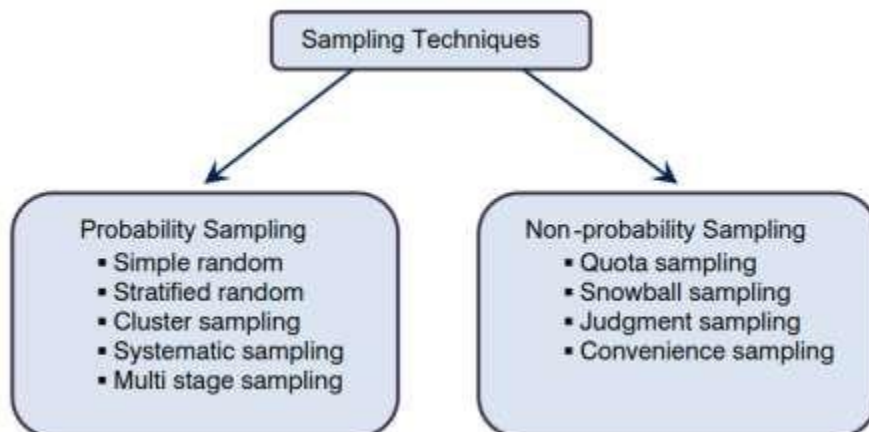 Sampling Techniques
Probability Sampling
▪ Simple random
▪ Stratified random
▪ Cluster sampling
▪ Systematic sampling
▪ Multi stage sampling
Non-probability Sampling
▪ Quota sampling
▪ Snowball sampling
▪ Judgment sampling
▪ Convenience sampling